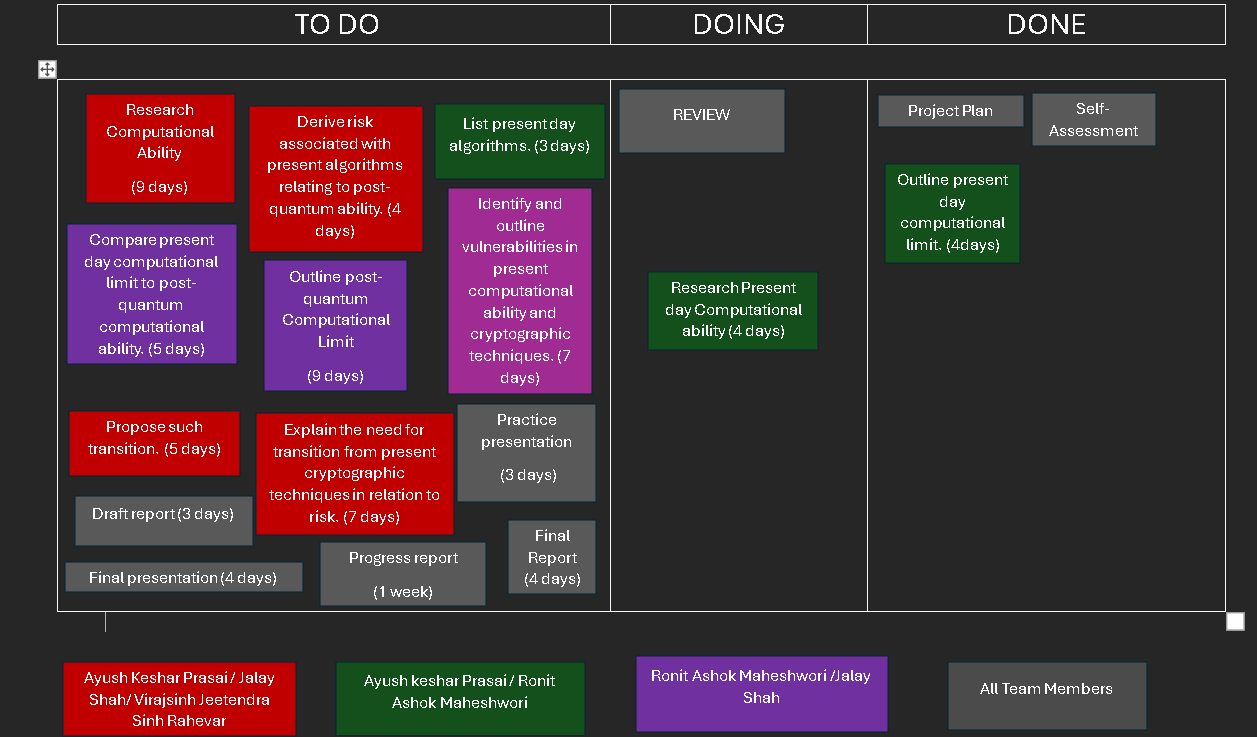 TO DO
DOING
DONE
Research
Computational
Ability
(9 days)
Derive risk
associated with
present algorithms
relating to post-
quantum ability. (4
days)
List present day
algorithms. (3 days)
Compare present
day computational
limit to post-
quantum
computational
ability. (5 days)
Outline post-
quantum
Computational
Limit
(9 days)
Identify and
outline
vulnerabilities in
present
computational
ability and
cryptographic
techniques. (7
days)
Propose such
transition. (5 days)
Explain the need for
transition from present
cryptographic
techniques in relation to
risk. (7 days)
Practice
presentation
(3 days)
Draft report (3 days)
Final presentation (4 days)
Progress report
(1 week)
Final
Report
(4 days)
REVIEW
Research Present
day Computational
ability (4 days)
Project Plan
Self-
Assessment
Outline present
day
computational
limit. (4days)
Ayush Keshar Prasai / Jalay
Shah/ Virajsinh Jeetendra
Sinh Rahevar
Ayush keshar Prasai / Ronit
Ashok Maheshwori
Ronit Ashok Maheshwori /Jalay
Shah
All Team Members